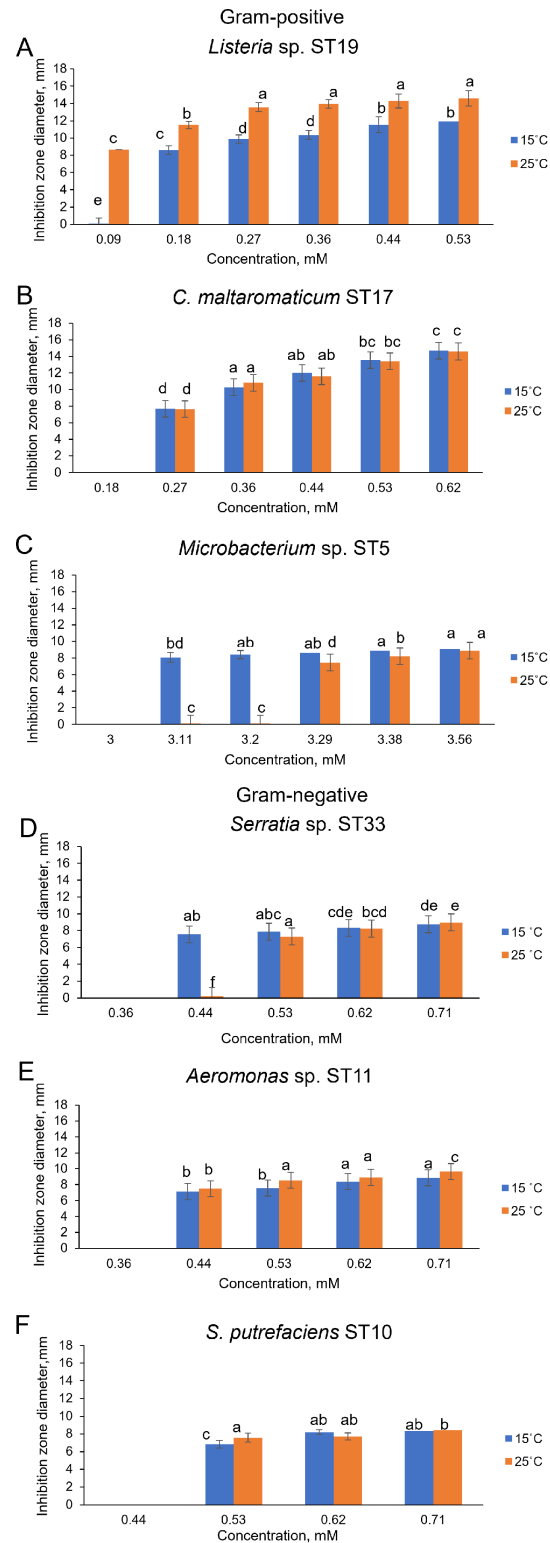 Gram-positive
A
Listeria sp. ST19
Inhibition zone diameter, mm
18
16
14
12
10
8
6
4
2
0
e c c b d a d a b a b a
0.09 0.18 0.27 0.36 0.44 0.53
Concentration, mM
15°C
25°C
B
C. maltaromaticum ST17
Inhibition zone diameter, mm
18
16
14
12
10
8
6
4
2
0
d d a a ab ab bc bc c c
0.18 0.27 0.36 0.44 0.53 0.62
Concentration, mM
15°C
25°C
C
Microbacterium sp. ST5
Inhibition zone diameter, mm
18
16
14
12
10
8
6
4
2
0
bd c ab c ab d a b a a
3 3.11 3.2 3.29 3.38 3.56
Concentration, mM
15°C
25°C
Gram-negative
D
Serratia sp. ST33
Inhibition zone diameter, mm
18
16
14
12
10
8
6
4
2
0
ab f abc a cde bcd de e
0.36 0.44 0.53 0.62 0.71
Concentration, mM
15 °C
25 °C
E
Aeromonas sp. ST11
Inhibition zone diameter, mm
18
16
14
12
10
8
6
4
2
0
b b b a a a a c
0.36 0.44 0.53 0.62 0.71
Concentration, mM
15 °C
25 °C
F
S. putrefaciens ST10
Inhibition zone diameter,mm
18
16
14
12
10
8
6
4
2
0
c a ab ab ab b
0.44 0.53 0.62 0.71
Concentration, mM
15°C
25°C